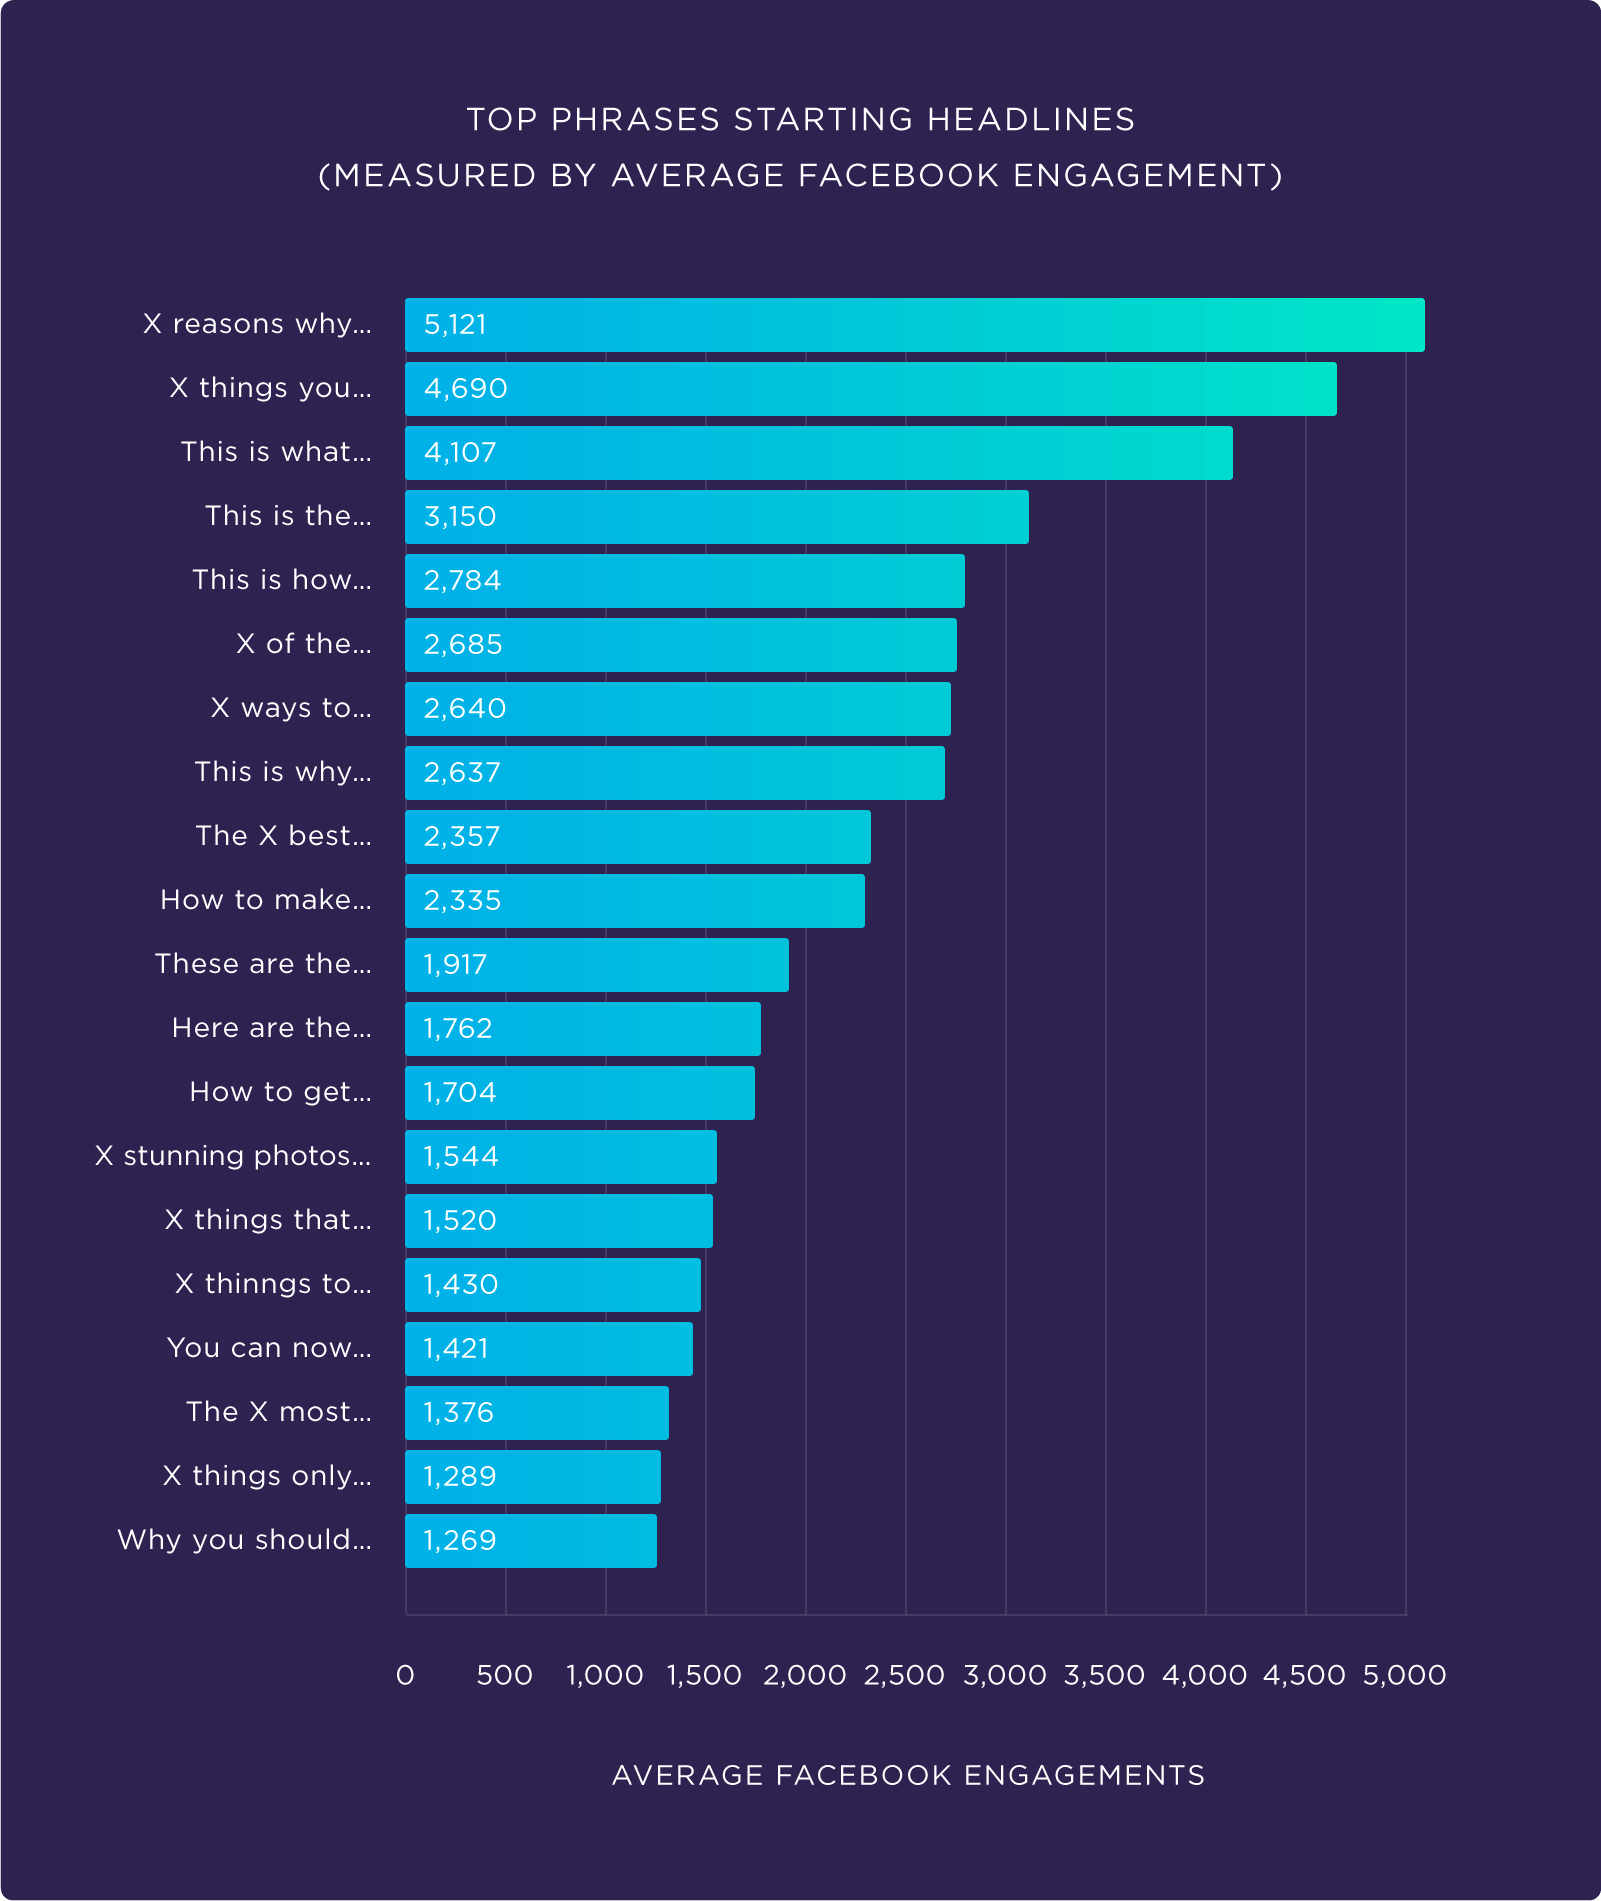 TOP PHRASES STARTING HEADLINES
(MEASURED BY AVERAGE FACEBOOK ENGAGEMENT)
X reasons why... 5,121
X things you... 4,690
This is what... 4,107
This is the... 3,150
This is how... 2,784
X of the... 2,685
X ways to... 2,640
This is why... 2,637
The X best... 2,357
How to make... 2,335
These are the... 1,917
Here are the... 1,762
How to get... 1,704
X stunning photos... 1,544
X things that... 1,520
X thinngs to... 1,430
You can now... 1,421
The X most... 1,376
X things only... 1,289
Why you should... 1,269
0 500 1,000 1,500 2,000 2,500 3,000 3,500 4,000 4,500 5,000
AVERAGE FACEBOOK ENGAGEMENTS